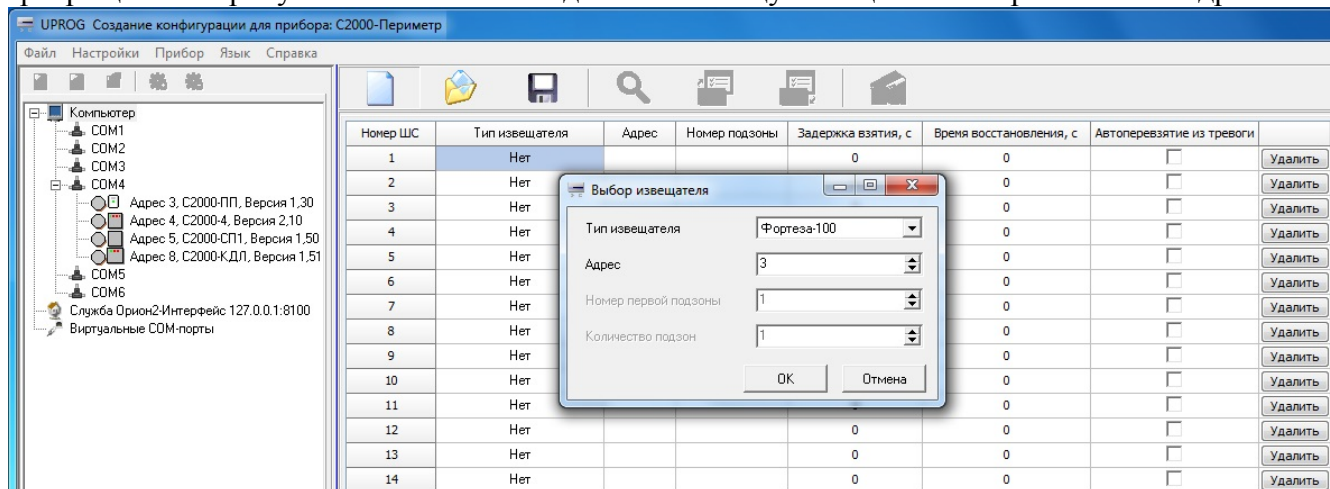 UPROG Создание конфигурации для прибора: С2000-Периметр
Файл Настройки Прибор Язык Справка
Компьютер
COM1
COM2
COM3
COM4
Адрес 3, С2000-ПП, Версия 1,30
Адрес 4, С2000-4, Версия 2,10
Адрес 5, С2000-СП1, Версия 1,50
Адрес 8, С2000-КДЛ, Версия 1,51
COM5
COM6
Служба Орион2-Интерфейс 127.0.0.1:8100
Виртуальные COM-порты
Номер ШС Тип извещателя Адрес Номер подзоны Задержка взятия, с Время восстановления, с Автоперевзятие из тревоги
1 Нет 0 0 Удалить
2 Нет 0 Удалить
3 Нет 0 Удалить
4 Нет 0 Удалить
5 Нет 0 Удалить
6 Нет 0 Удалить
7 Нет 0 Удалить
8 Нет 0 Удалить
9 Нет 0 Удалить
10 Нет 0 Удалить
11 Нет 0 Удалить
12 Нет 0 0 Удалить
13 Нет 0 0 Удалить
14 Нет 0 0 Удалить
Выбор извещателя
Тип извещателя Фортеза-100
Адрес 3
Номер первой подзоны 1
Количество подзон 1
OK Отмена